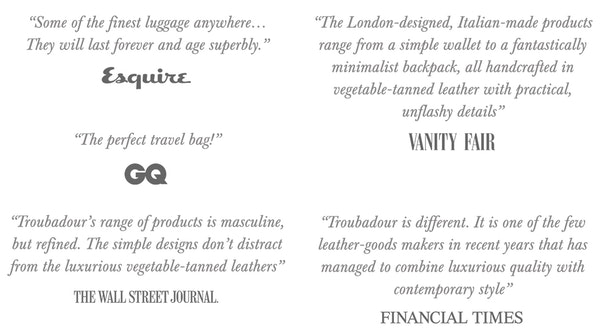 “Some of the finest luggage anywhere…
They will last forever and age superbly.”
Esquire
“The perfect travel bag!”
GQ
“Troubadour’s range of products is masculine,
but refined. The simple designs don’t distract
from the luxurious vegetable-tanned leathers”
THE WALL STREET JOURNAL.
“The London-designed, Italian-made products
range from a simple wallet to a fantastically
minimalist backpack, all handcrafted in
vegetable-tanned leather with practical,
unflashy details”
VANITY FAIR
“Troubadour is different. It is one of the few
leather-goods makers in recent years that has
managed to combine luxurious quality with
contemporary style”
FINANCIAL TIMES